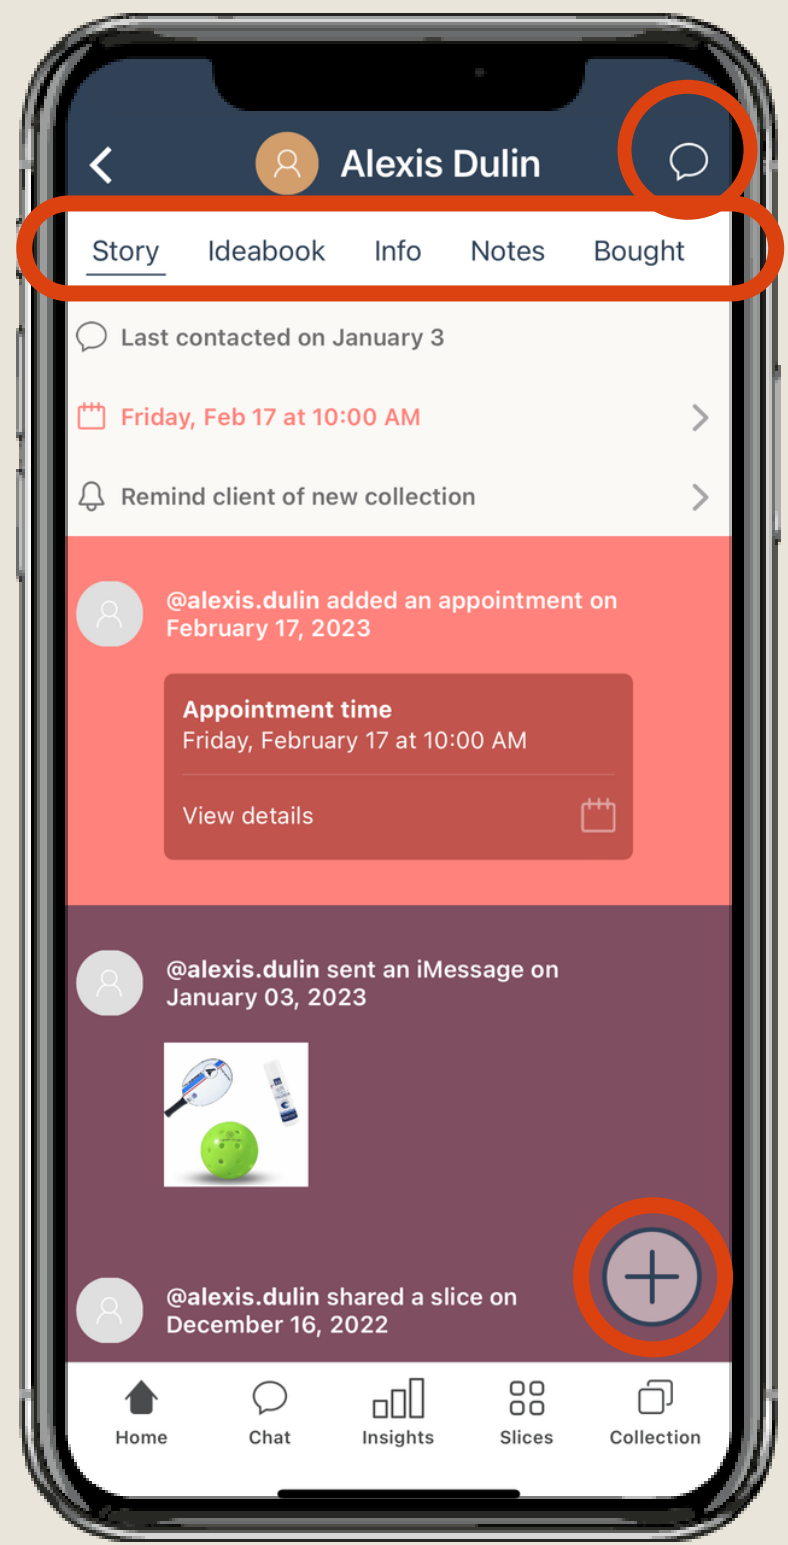 Alexis Dulin
Story Ideabook Info Notes Bought
Last contacted on January 3
Friday, Feb 17 at 10:00 AM
Remind client of new collection
@alexis.dulin added an appointment on
February 17, 2023
Appointment time
Friday, February 17 at 10:00 AM
View details
@alexis.dulin sent an iMessage on
January 03, 2023
@alexis.dulin shared a slice on
December 16, 2022
Home Chat Insights Slices Collection